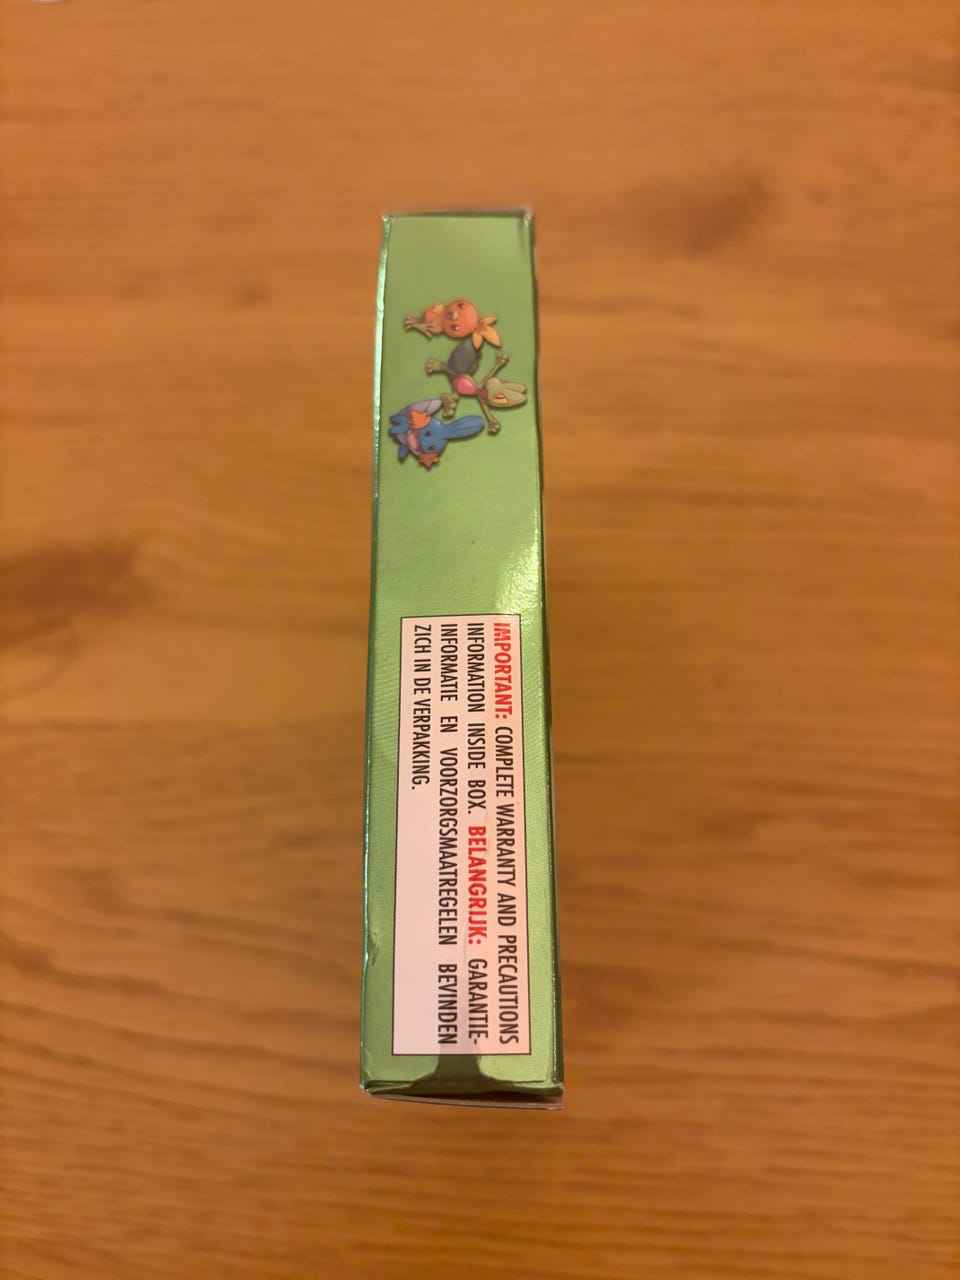 IMPORTANT: COMPLETE WARRANTY AND PRECAUTIONS
INFORMATION INSIDE BOX. BELANGRIJK: GARANTIE-
INFORMATIE EN VOORZORGSMAATREGELEN BEVINDEN
ZICH IN DE VERPAKKING.